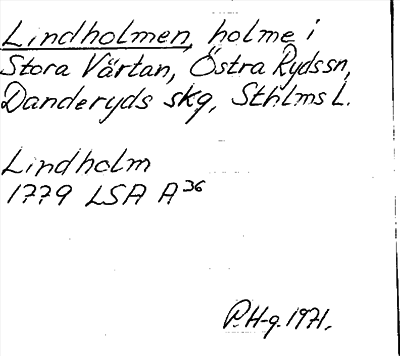 Lindholmen, holme i
Stora Värtan, Östra Rydssn,
Danderyds skg, Sthlms L.
Lindholm
1779 LSA A³⁶
P.H-g. 1971.